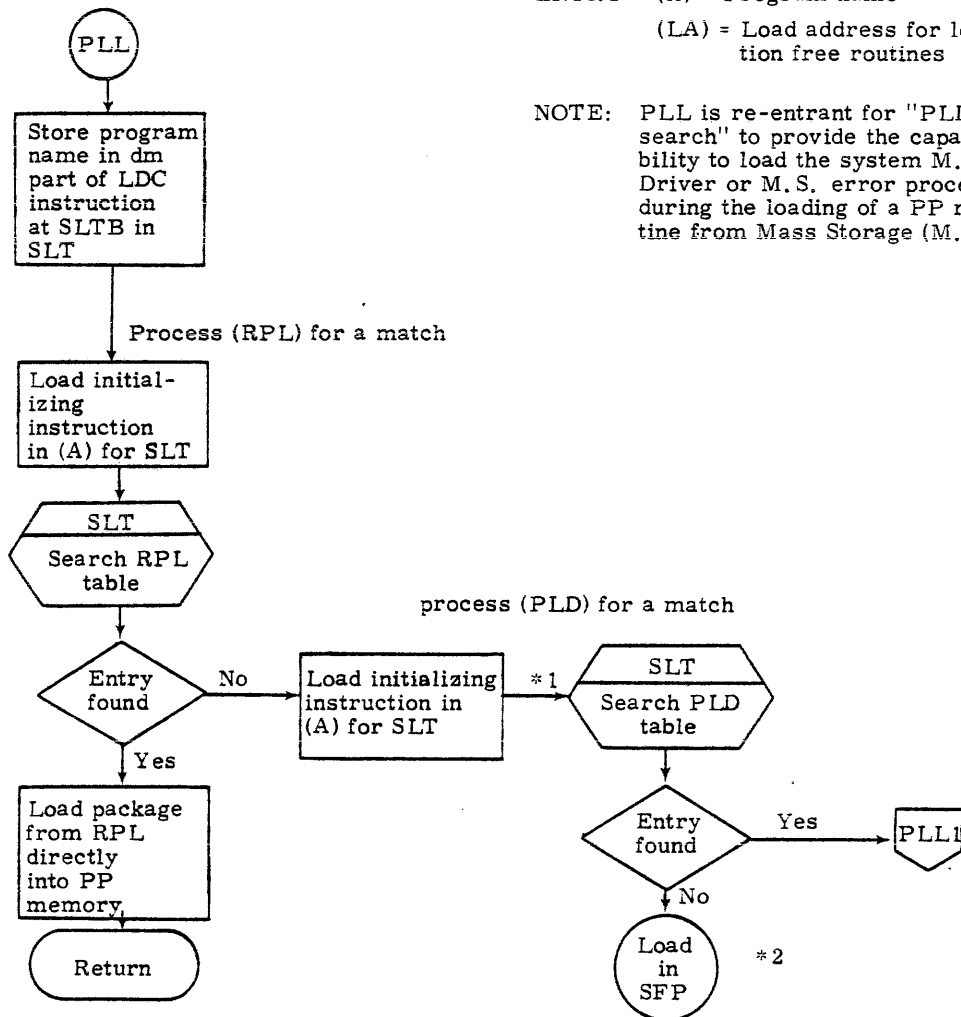 PLL
(LA) = Load address for
tion free routines
Store program
name in dm
part of LDC
instruction
at SLTB in
SLT
NOTE: PLL is re-entrant for
search" to provide the capa
bility to load the system M.
Driver or M.S. error
during the loading of a PP
tine from Mass Storage (M.
Process (RPL) for a match
Load initial-
izing
instruction
in (A) for SLT
SLT
Search RPL
table
process (PLD) for a match
Entry
found
No
Load initializing
instruction in
(A) for SLT
*1
SLT
Search PLD
table
Yes
Load package
from RPL
directly
into PP
memory
Entry
found
Yes
PLL1
No
Return
Load
in
SFP
*2